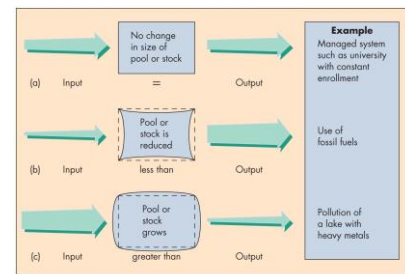 Example
No change
in size of
pool or stock
Managed system
such as university
with constant
enrollment
(a) Input = Output
Pool or
stock is
reduced
Use of
fossil fuels
(b) Input less than Output
Pool or
stock
grows
Pollution of
a lake with
heavy metals
(c) Input greater than Output